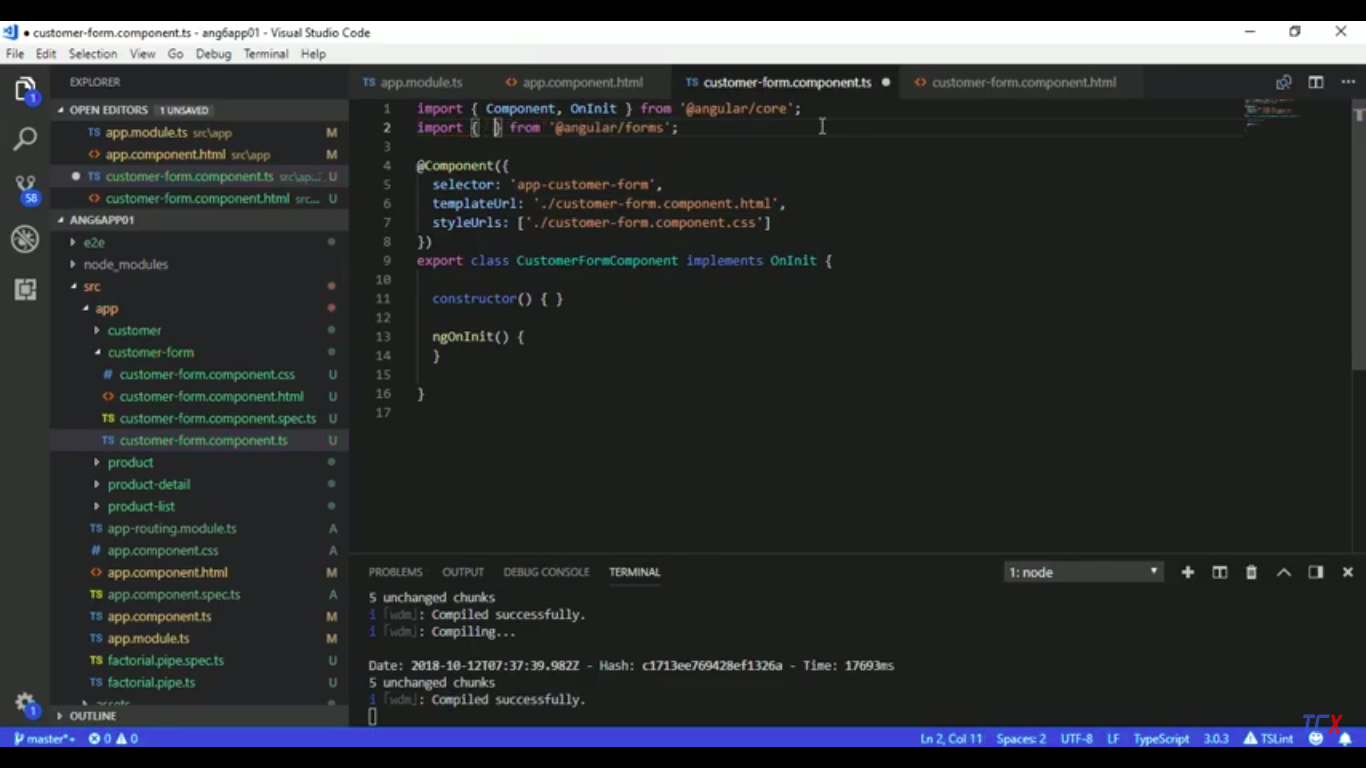 customer-form.component.ts - ang6app01 - Visual Studio Code
File Edit Selection View Go Debug Terminal Help
EXPLORER
OPEN EDITORS 1 UNSAVED
TS app.module.ts src\app M
<> app.component.html src\app M
● TS customer-form.component.ts src\ap... U
<> customer-form.component.html src... U
ANG6APP01
e2e
node_modules
src
app
customer
customer-form
# customer-form.component.css U
<> customer-form.component.html U
TS customer-form.component.spec.ts U
TS customer-form.component.ts U
product
product-detail
product-list
TS app-routing.module.ts A
# app.component.css A
<> app.component.html M
TS app.component.spec.ts A
TS app.component.ts M
TS app.module.ts M
TS factorial.pipe.spec.ts U
TS factorial.pipe.ts U
OUTLINE
1
58
1
TS app.module.ts <> app.component.html TS customer-form.component.ts ● <> customer-form.component.html
1 import { Component, OnInit } from '@angular/core';
2 import { } from '@angular/forms';
3
4 @Component({
5 selector: 'app-customer-form',
6 templateUrl: './customer-form.component.html',
7 styleUrls: ['./customer-form.component.css']
8 })
9 export class CustomerFormComponent implements OnInit {
10
11 constructor() { }
12
13 ngOnInit() {
14 }
15
16 }
17
PROBLEMS OUTPUT DEBUG CONSOLE TERMINAL 1: node
5 unchanged chunks
i ｢wdm｣: Compiled successfully.
i ｢wdm｣: Compiling...
Date: 2018-10-12T07:37:39.982Z - Hash: c1713ee769428ef1326a - Time: 17693ms
5 unchanged chunks
i ｢wdm｣: Compiled successfully.
TCX
master*+ 0 0 Ln 2, Col 11 Spaces: 2 UTF-8 LF TypeScript 3.0.3 TSLint